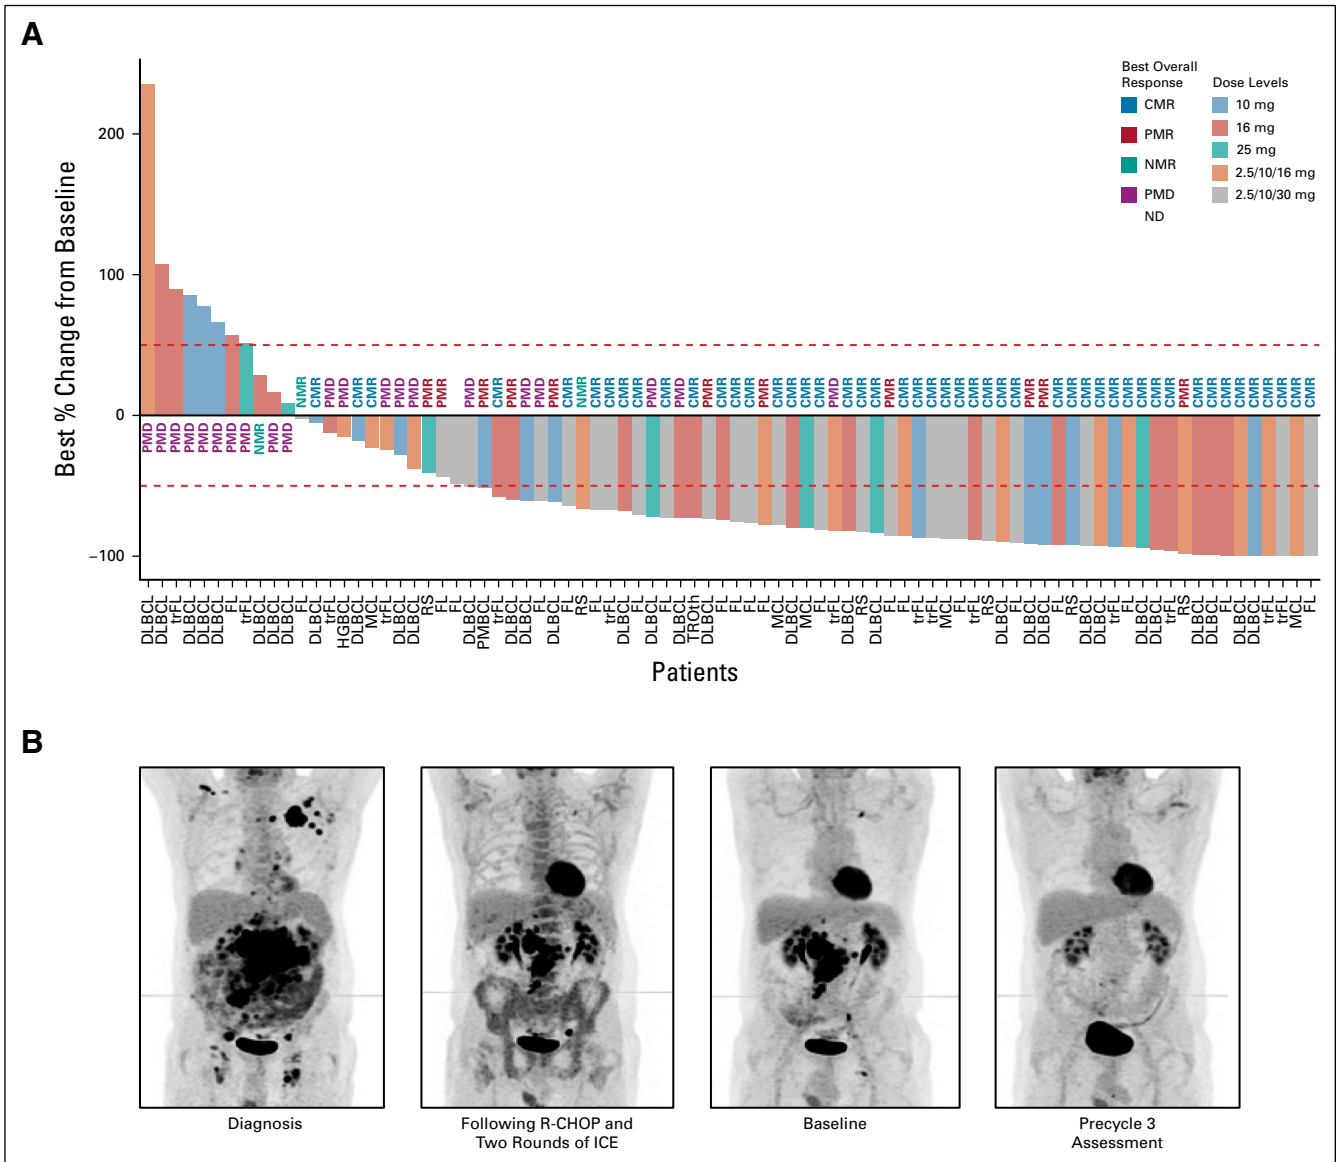 A
Best % Change from Baseline
200
100
0
−100
Best Overall
Response
CMR
PMR
NMR
PMD
ND
Dose Levels
10 mg
16 mg
25 mg
2.5/10/16 mg
2.5/10/30 mg
NMR CMR PMD PMD CMR CMR PMD PMD PMD PMR PMR PMD PMR CMR PMR PMD PMD PMR CMR NMR CMR CMR CMR CMR PMD CMR PMD CMR PMR CMR CMR CMR PMR CMR CMR CMR CMR PMD CMR CMR CMR PMR CMR CMR CMR CMR CMR CMR CMR CMR CMR PMR PMR CMR CMR CMR CMR CMR CMR CMR CMR CMR PMR CMR CMR CMR CMR CMR CMR CMR CMR CMR
PMD PMD PMD PMD PMD PMD PMD PMD NMR PMD PMD
DLBCL DLBCL trFL DLBCL DLBCL DLBCL FL trFL DLBCL DLBCL DLBCL FL DLBCL trFL HGBCL DLBCL MCL trFL DLBCL DLBCL RS FL FL DLBCL PMBCL trFL DLBCL DLBCL FL DLBCL FL RS FL trFL DLBCL FL DLBCL FL DLBCL TROth DLBCL FL FL FL FL MCL DLBCL MCL FL trFL DLBCL RS DLBCL FL FL trFL trFL MCL FL trFL RS DLBCL FL DLBCL DLBCL FL RS DLBCL DLBCL trFL FL DLBCL DLBCL trFL RS DLBCL DLBCL FL DLBCL DLBCL trFL trFL MCL FL
Patients
B
Diagnosis
Following R-CHOP and
Two Rounds of ICE
Baseline
Precycle 3
Assessment